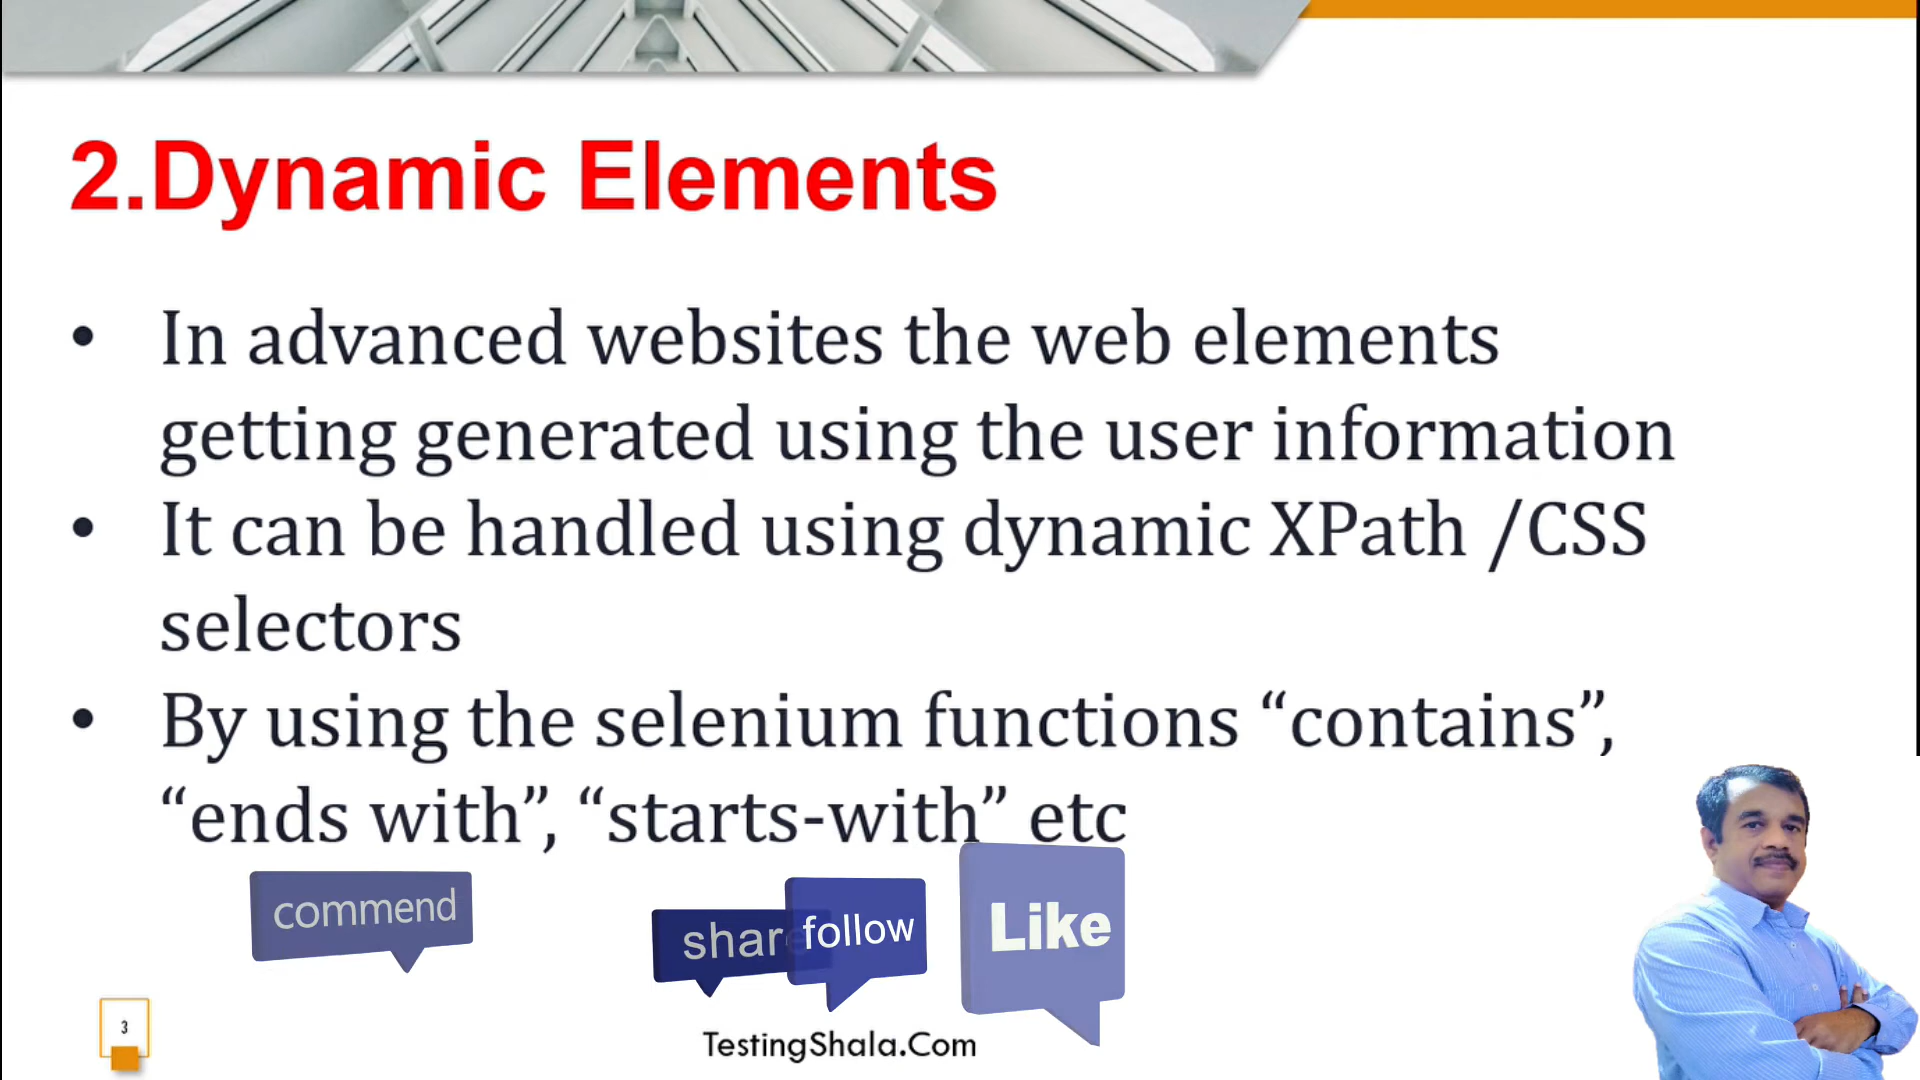 2.Dynamic Elements
• In advanced websites the web elements
getting generated using the user information
• It can be handled using dynamic XPath /CSS
selectors
• By using the selenium functions “contains”,
“ends with”, “starts-with” etc
commend
share
follow
Like
3
TestingShala.Com